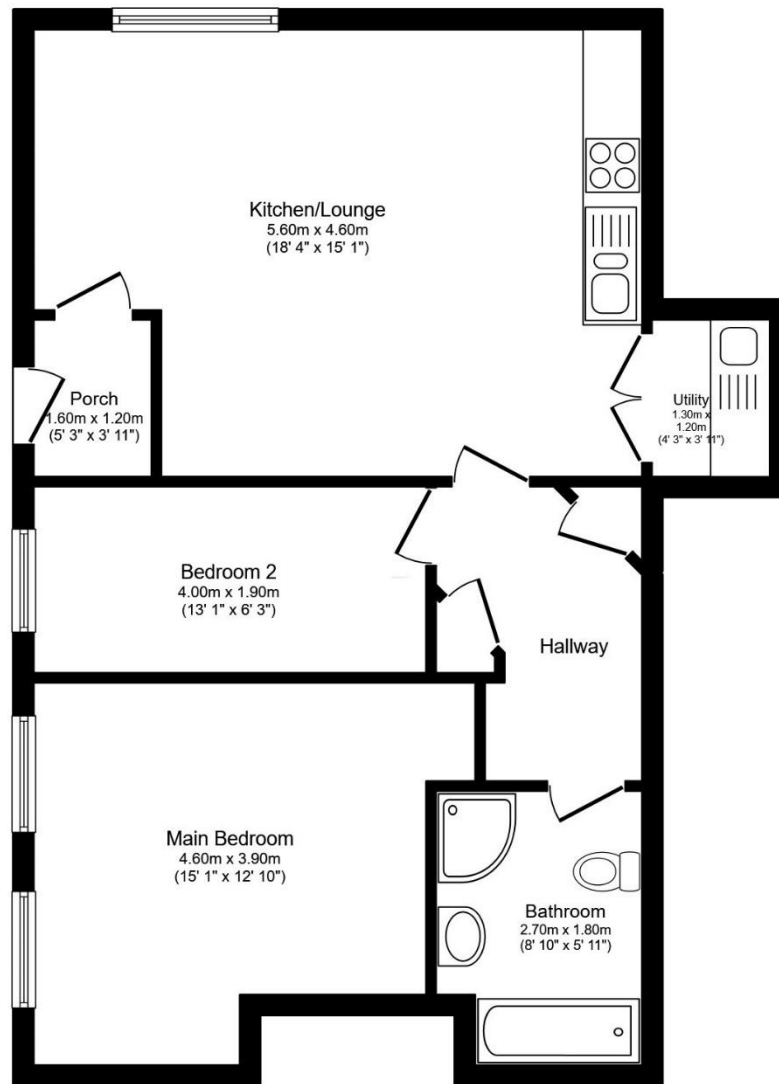 Kitchen/Lounge
5.60m x 4.60m
(18' 4" x 15' 1")
Porch
1.60m x 1.20m
(5' 3" x 3' 11")
Utility
1.30m x
1.20m
(4' 3" x 3' 11")
Bedroom 2
4.00m x 1.90m
(13' 1" x 6' 3")
Hallway
Main Bedroom
4.60m x 3.90m
(15' 1" x 12' 10")
Bathroom
2.70m x 1.80m
(8' 10" x 5' 11")